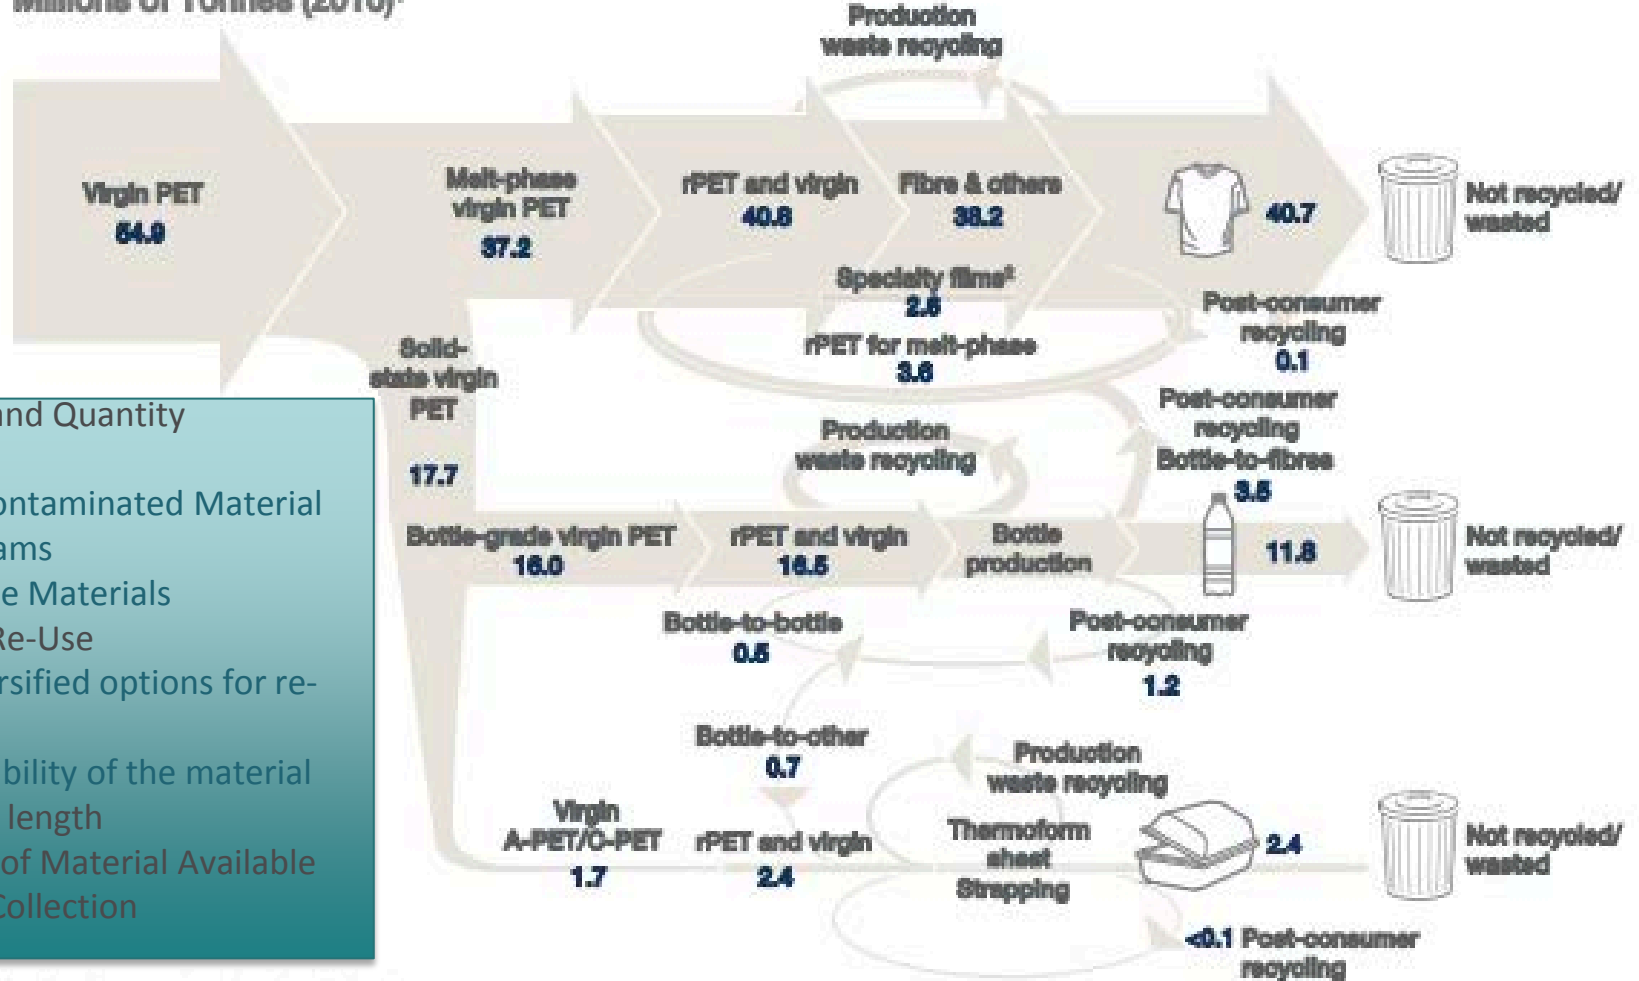 Millions of Tonnes (2016)¹
Production
waste recycling
Virgin PET
54.9
Melt-phase
virgin PET
37.2
rPET and virgin
40.8
Fibre & others
38.2
40.7
Not recycled/
wasted
Specialty films²
2.6
rPET for melt-phase
3.6
Post-consumer
recycling
0.1
Solid-
state virgin
PET
17.7
Production
waste recycling
Post-consumer
recycling
Bottle-to-fibres
3.5
Bottle-grade virgin PET
16.0
rPET and virgin
16.5
Bottle
production
11.8
Not recycled/
wasted
Bottle-to-bottle
0.5
Post-consumer
recycling
1.2
Bottle-to-other
0.7
Production
waste recycling
Virgin
A-PET/C-PET
1.7
rPET and virgin
2.4
Thermoform
sheet
Strapping
2.4
Not recycled/
wasted
<0.1 Post-consumer
recycling
and Quantity
ontaminated Material
ams
e Materials
Re-Use
rsified options for re-
bility of the material
length
of Material Available
Collection